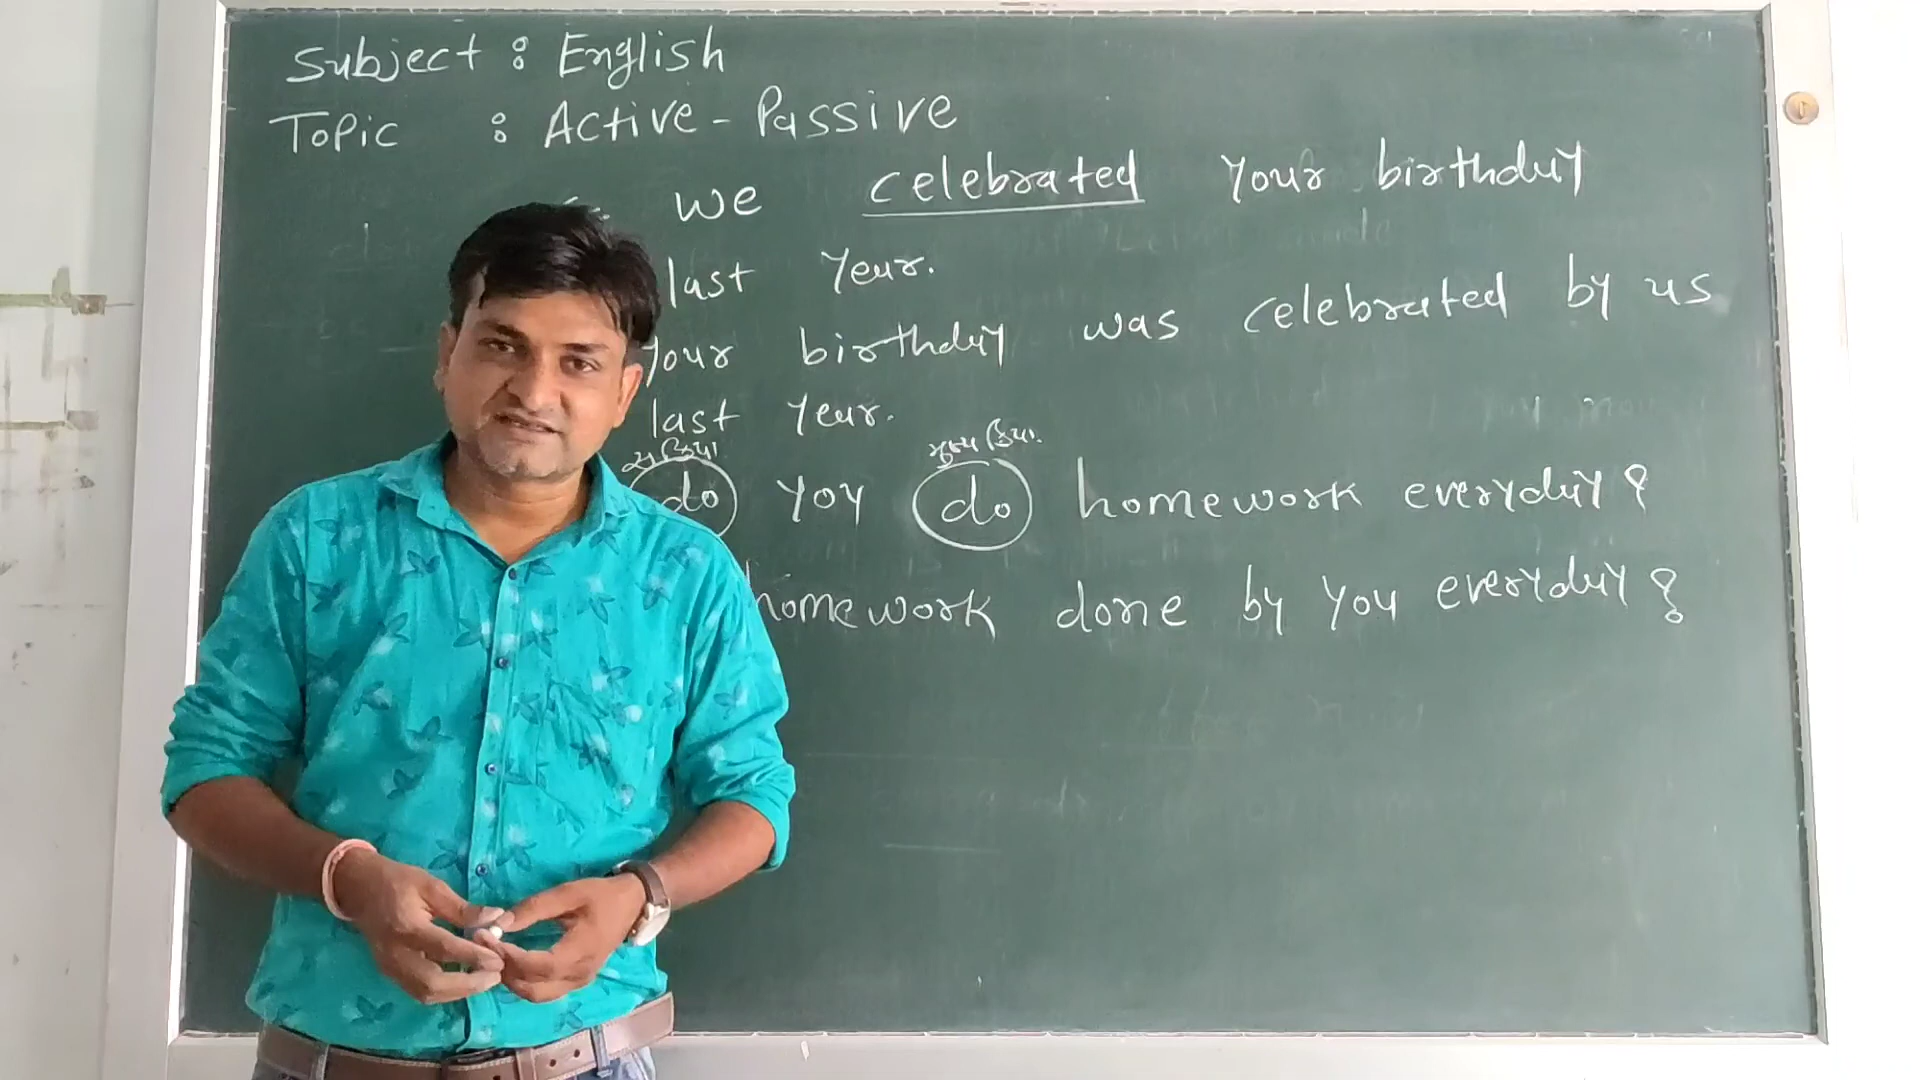 Subject : English
Topic : Active - Passive
we celebrated your birthday
last year.
your birthday was celebrated by us
last year.
સ. ક્રિયા મુખ્ય ક્રિયા.
do you do homework everyday?
homework done by you everyday?